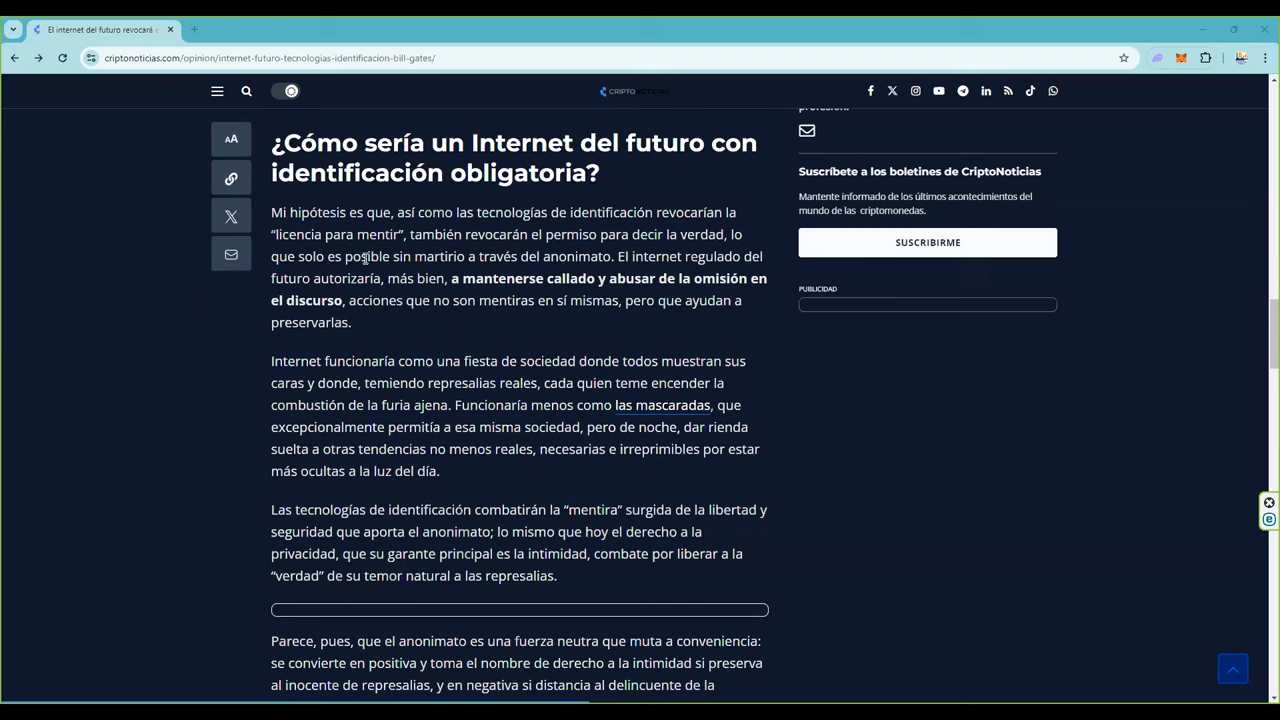 El internet del futuro revocará e
criptonoticias.com/opinion/internet-futuro-tecnologias-identificacion-bill-gates/
CRIPTONOTICIAS
profesión.
AA
¿Cómo sería un Internet del futuro con
identificación obligatoria?
Mi hipótesis es que, así como las tecnologías de identificación revocarían la
“licencia para mentir”, también revocarán el permiso para decir la verdad, lo
que solo es posible sin martirio a través del anonimato. El internet regulado del
futuro autorizaría, más bien, a mantenerse callado y abusar de la omisión en
el discurso, acciones que no son mentiras en sí mismas, pero que ayudan a
preservarlas.
Internet funcionaría como una fiesta de sociedad donde todos muestran sus
caras y donde, temiendo represalias reales, cada quien teme encender la
combustión de la furia ajena. Funcionaría menos como las mascaradas, que
excepcionalmente permitía a esa misma sociedad, pero de noche, dar rienda
suelta a otras tendencias no menos reales, necesarias e irreprimibles por estar
más ocultas a la luz del día.
Las tecnologías de identificación combatirán la “mentira” surgida de la libertad y
seguridad que aporta el anonimato; lo mismo que hoy el derecho a la
privacidad, que su garante principal es la intimidad, combate por liberar a la
“verdad” de su temor natural a las represalias.
Parece, pues, que el anonimato es una fuerza neutra que muta a conveniencia:
se convierte en positiva y toma el nombre de derecho a la intimidad si preserva
al inocente de represalias, y en negativa si distancia al delincuente de la
Suscríbete a los boletines de CriptoNoticias
Mantente informado de los últimos acontecimientos del
mundo de las criptomonedas.
SUSCRIBIRME
PUBLICIDAD